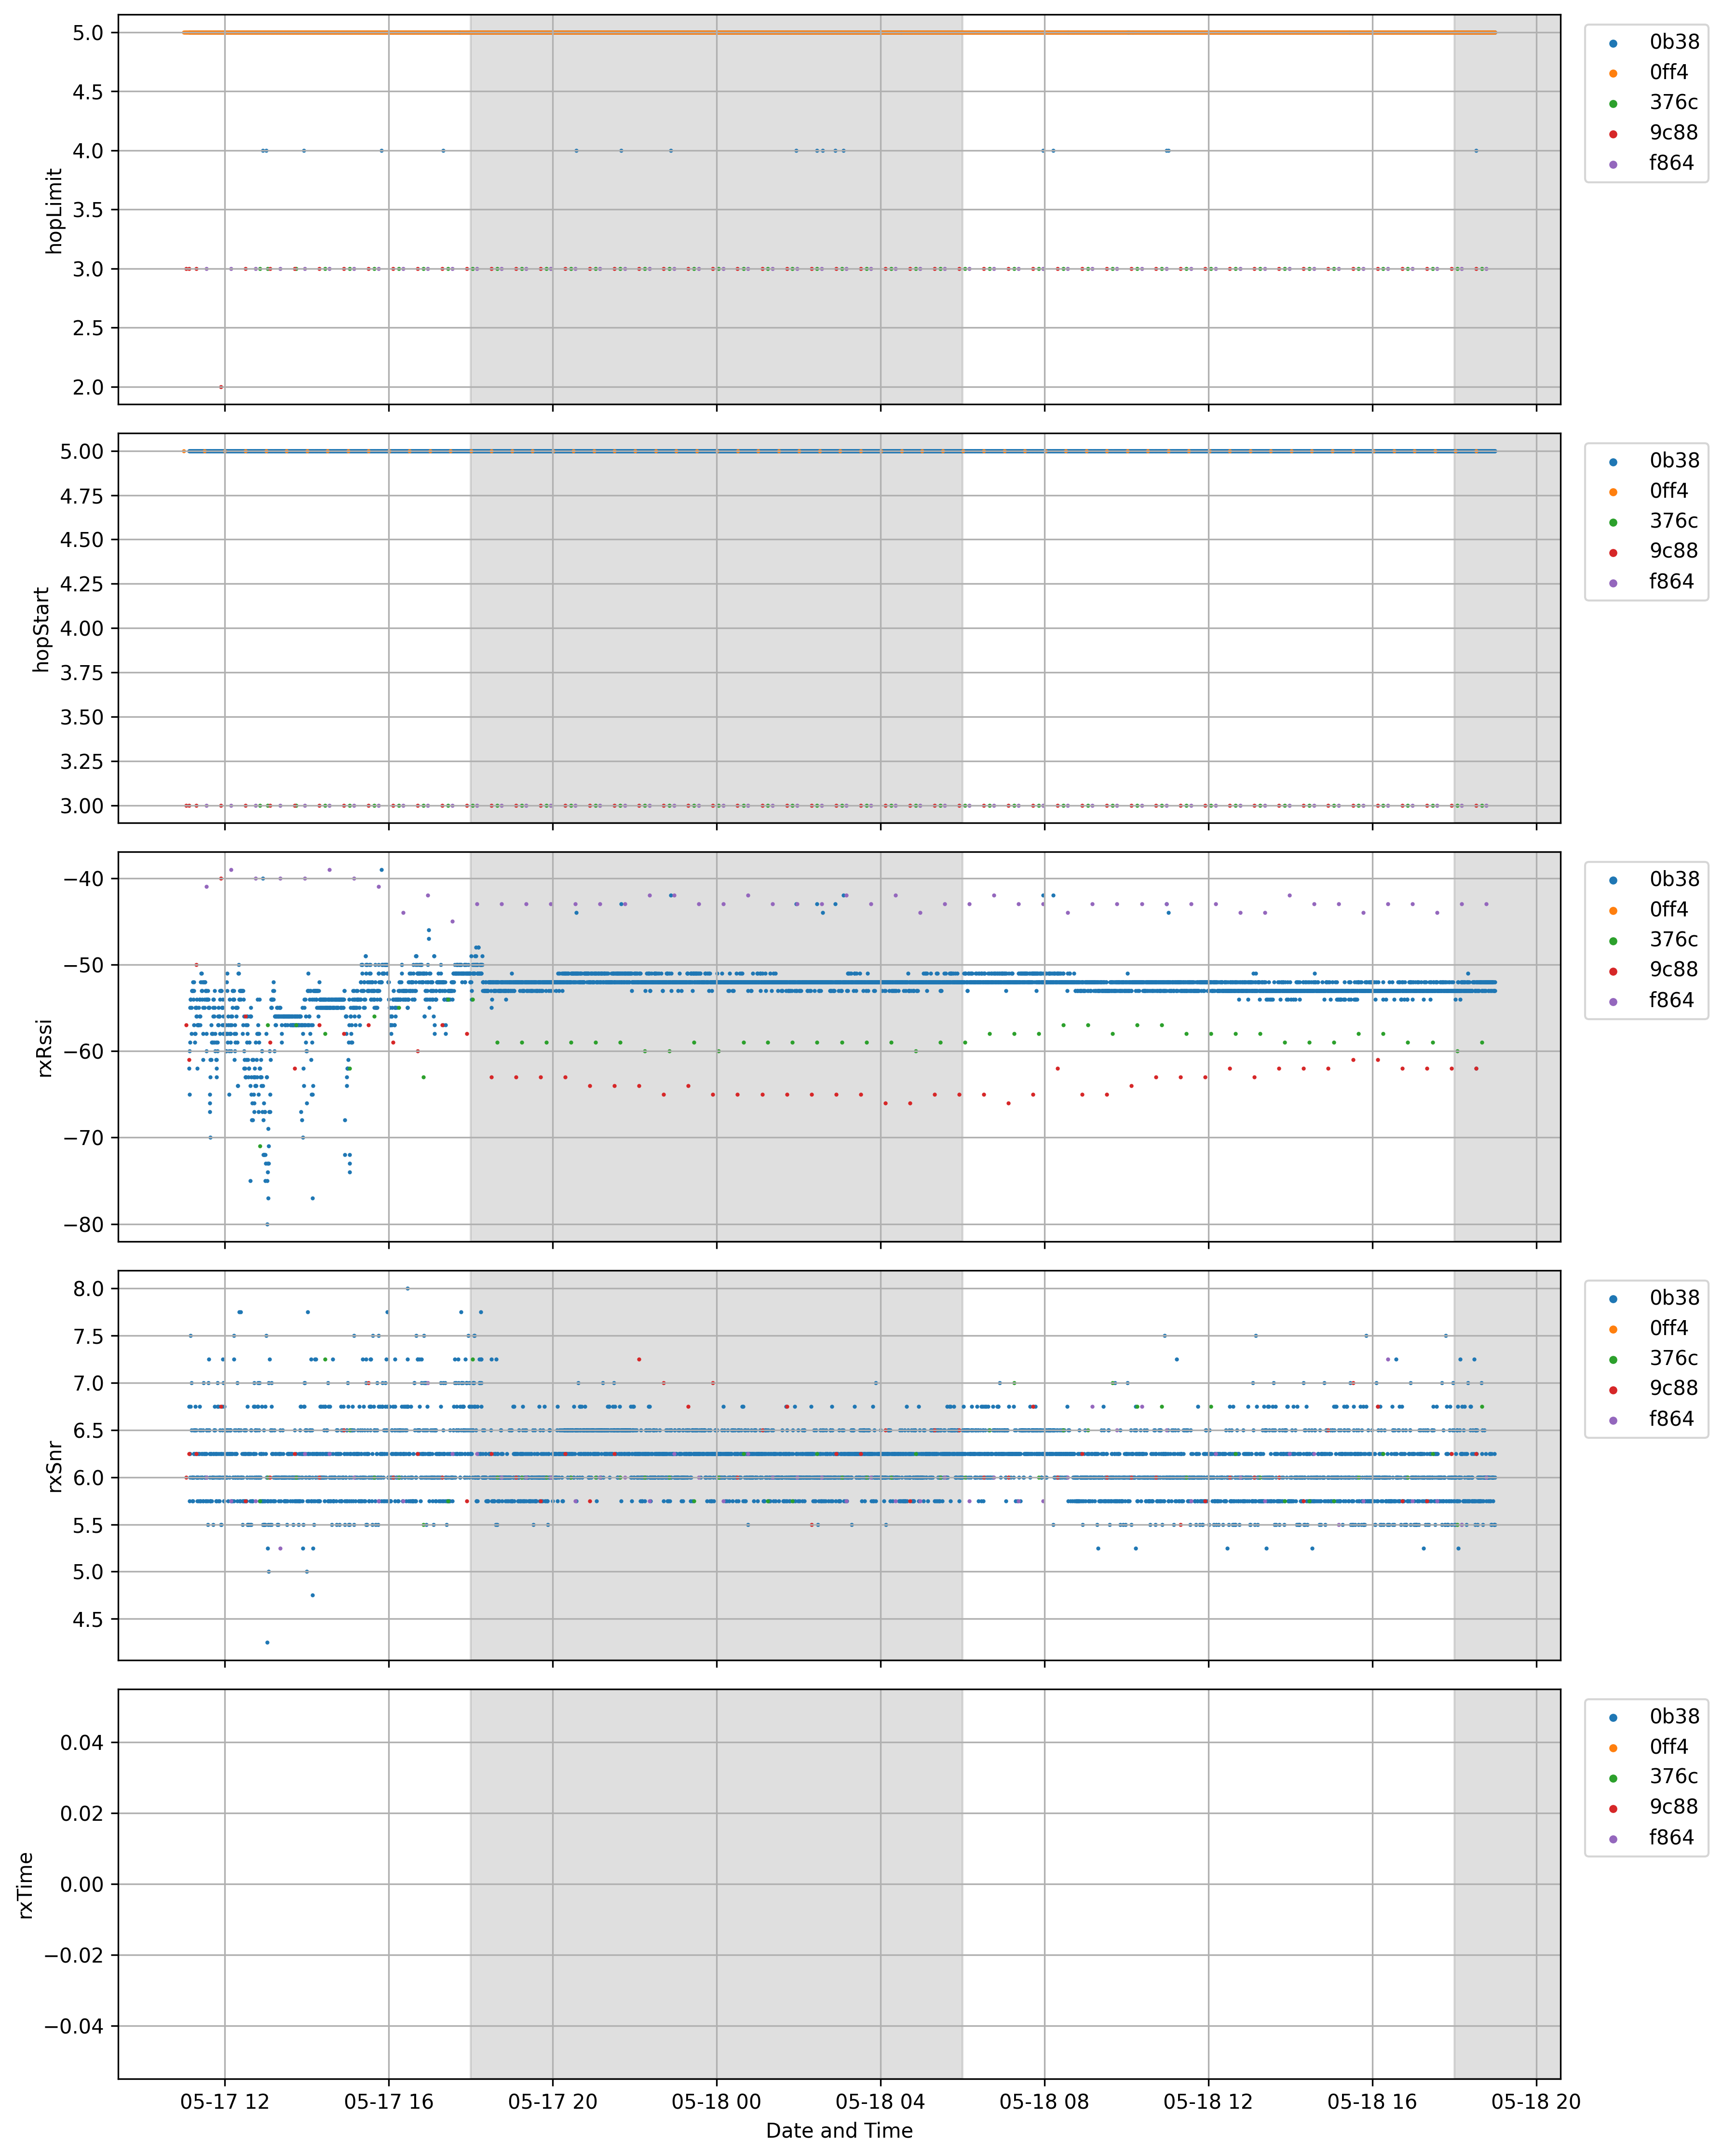 5.0
4.5
4.0
3.5
3.0
2.5
2.0
hopLimit
0b38
0ff4
376c
9c88
f864
5.00
4.75
4.50
4.25
4.00
3.75
3.50
3.25
3.00
hopStart
0b38
0ff4
376c
9c88
f864
−40
−50
−60
−70
−80
rxRssi
0b38
0ff4
376c
9c88
f864
8.0
7.5
7.0
6.5
6.0
5.5
5.0
4.5
rxSnr
0b38
0ff4
376c
9c88
f864
0.04
0.02
0.00
−0.02
−0.04
rxTime
0b38
0ff4
376c
9c88
f864
05-17 12 05-17 16 05-17 20 05-18 00 05-18 04 05-18 08 05-18 12 05-18 16 05-18 20
Date and Time